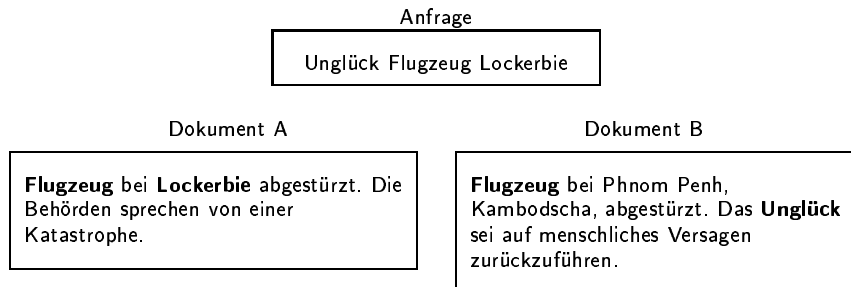 Anfrage
Unglück Flugzeug Lockerbie
Dokument A
Flugzeug bei Lockerbie abgestürzt. Die
Behörden sprechen von einer
Katastrophe.
Dokument B
Flugzeug bei Phnom Penh,
Kambodscha, abgestürzt. Das Unglück
sei auf menschliches Versagen
zurückzuführen.